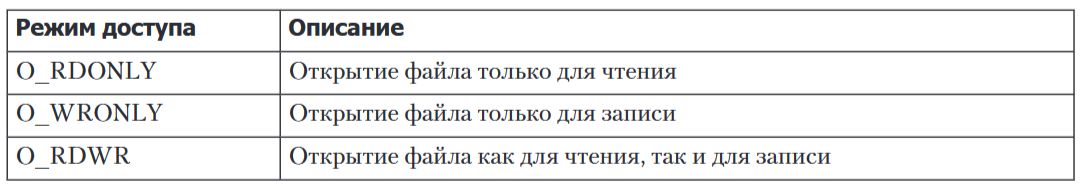 Режим доступа Описание
O_RDONLY Открытие файла только для чтения
O_WRONLY Открытие файла только для записи
O_RDWR Открытие файла как для чтения, так и для записи